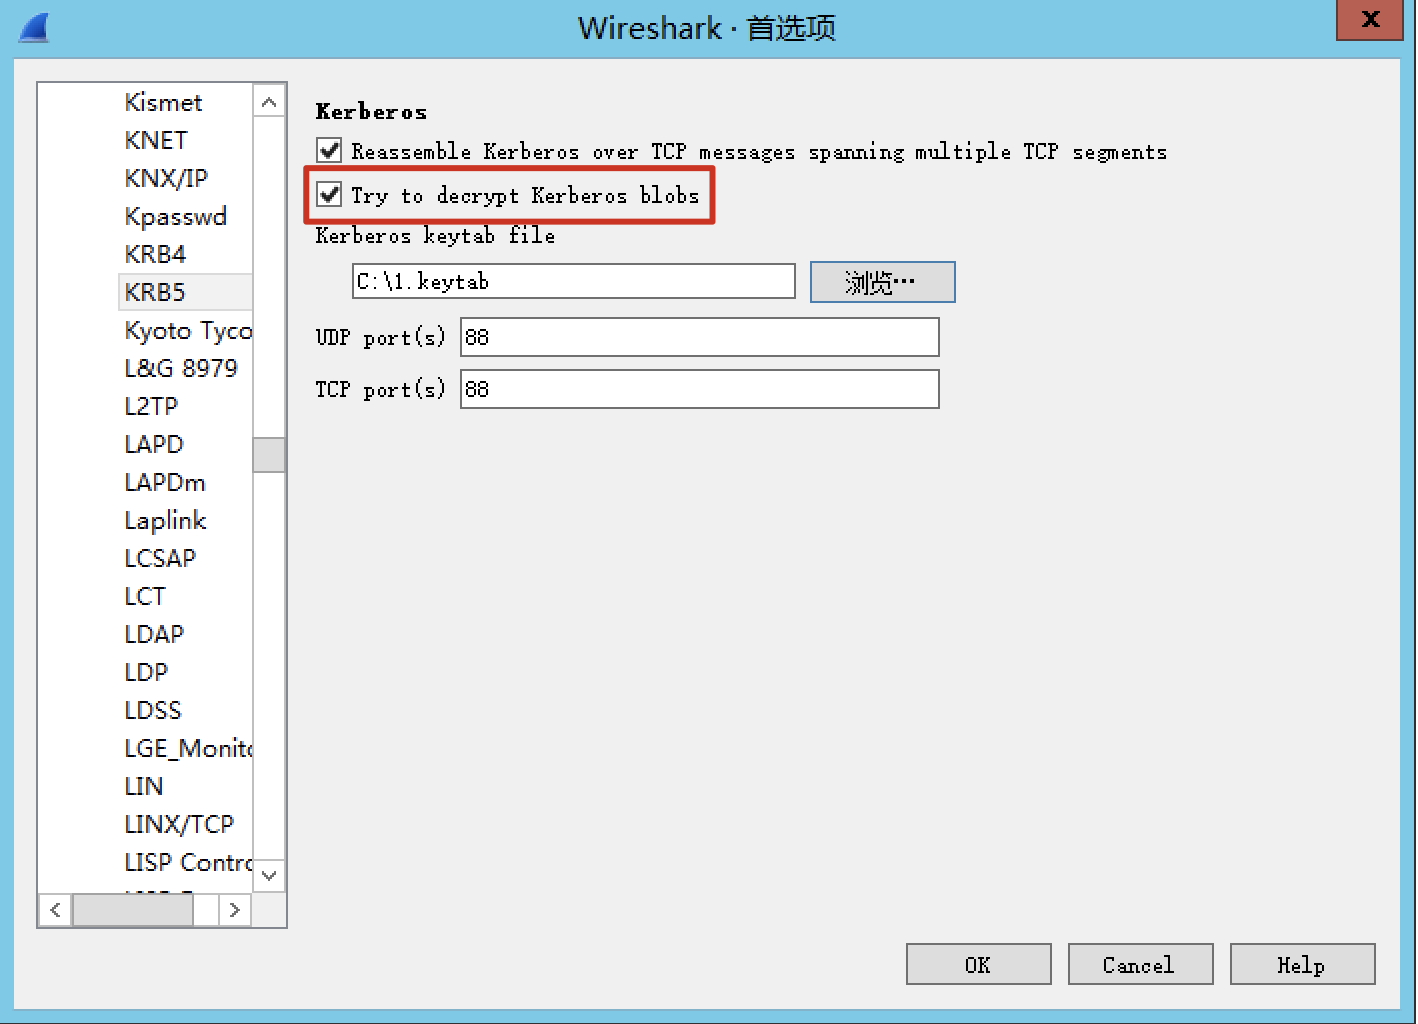 Wireshark · 首选项
x
Kismet
KNET
KNX/IP
Kpasswd
KRB4
KRB5
Kyoto Tyco
L&G 8979
L2TP
LAPD
LAPDm
Laplink
LCSAP
LCT
LDAP
LDP
LDSS
LGE_Monito
LIN
LINX/TCP
LISP Contro
Kerberos
Reassemble Kerberos over TCP messages spanning multiple TCP segments
Try to decrypt Kerberos blobs
Kerberos keytab file
C:\1.keytab
浏览…
UDP port(s) 88
TCP port(s) 88
OK
Cancel
Help